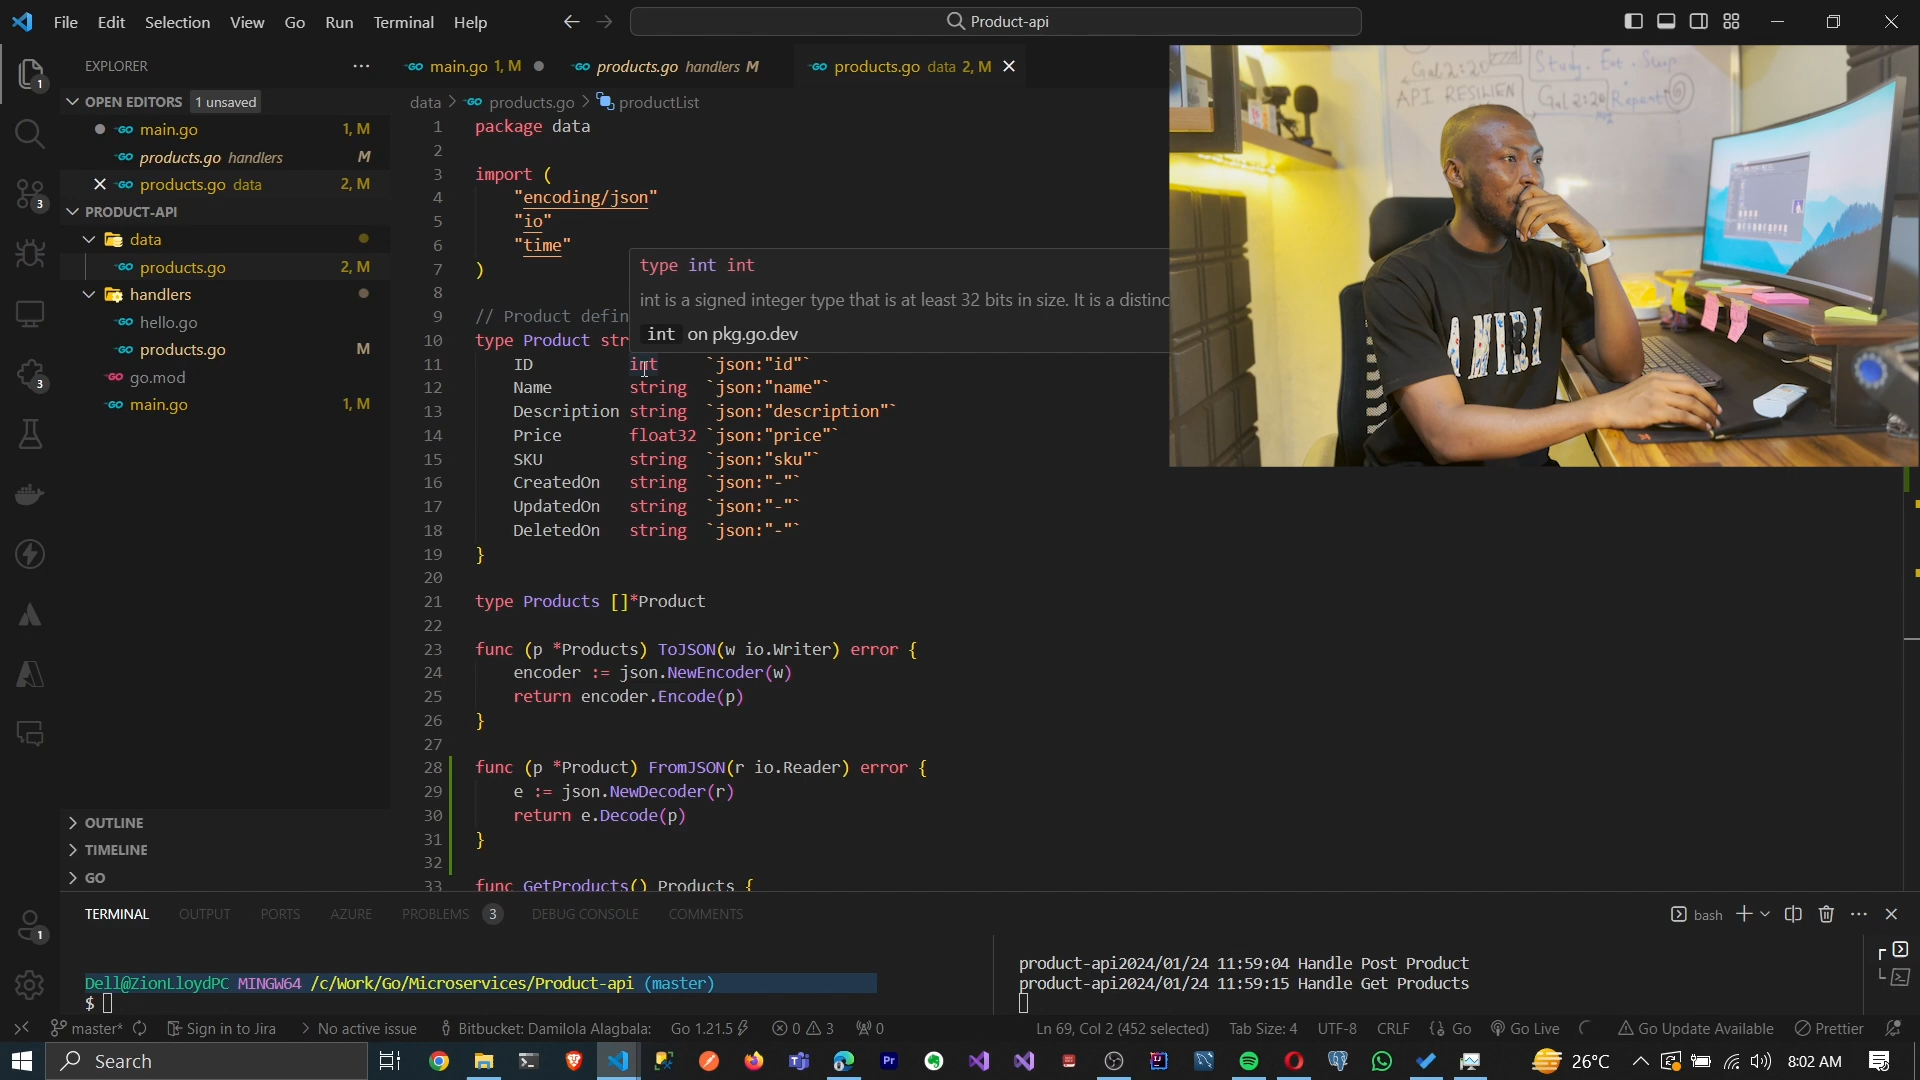 File Edit Selection View Go Run Terminal Help
Product-api
EXPLORER
OPEN EDITORS 1 unsaved
main.go 1, M
products.go handlers M
products.go data 2, M
PRODUCT-API
data
products.go 2, M
handlers
hello.go
products.go M
go.mod
main.go 1, M
OUTLINE
TIMELINE
GO
main.go 1, M
products.go handlers M
products.go data 2, M
data > products.go > productList
1 package data
2
3 import (
4 "encoding/json"
5 "io"
6 "time"
7 )
8
9 // Product defin
10 type Product str
11 ID int `json:"id"`
12 Name string `json:"name"`
13 Description string `json:"description"`
14 Price float32 `json:"price"`
15 SKU string `json:"sku"`
16 CreatedOn string `json:"-"`
17 UpdatedOn string `json:"-"`
18 DeletedOn string `json:"-"`
19 }
20
21 type Products []*Product
22
23 func (p *Products) ToJSON(w io.Writer) error {
24 encoder := json.NewEncoder(w)
25 return encoder.Encode(p)
26 }
27
28 func (p *Product) FromJSON(r io.Reader) error {
29 e := json.NewDecoder(r)
30 return e.Decode(p)
31 }
32
33 func GetProducts() Products {
type int int
int is a signed integer type that is at least 32 bits in size. It is a distinc
int on pkg.go.dev
Study. Eat. Sleep
API
Repeat
TERMINAL OUTPUT PORTS AZURE PROBLEMS 3 DEBUG CONSOLE COMMENTS
bash
Dell@ZionLloydPC MINGW64 /c/Work/Go/Microservices/Product-api (master)
$
product-api2024/01/24 11:59:04 Handle Post Product
product-api2024/01/24 11:59:15 Handle Get Products
master* Sign in to Jira No active issue Bitbucket: Damilola Alagbala: Go 1.21.5 0 3 0
Ln 69, Col 2 (452 selected) Tab Size: 4 UTF-8 CRLF Go Go Live Go Update Available Prettier
Search
26°C 8:02 AM